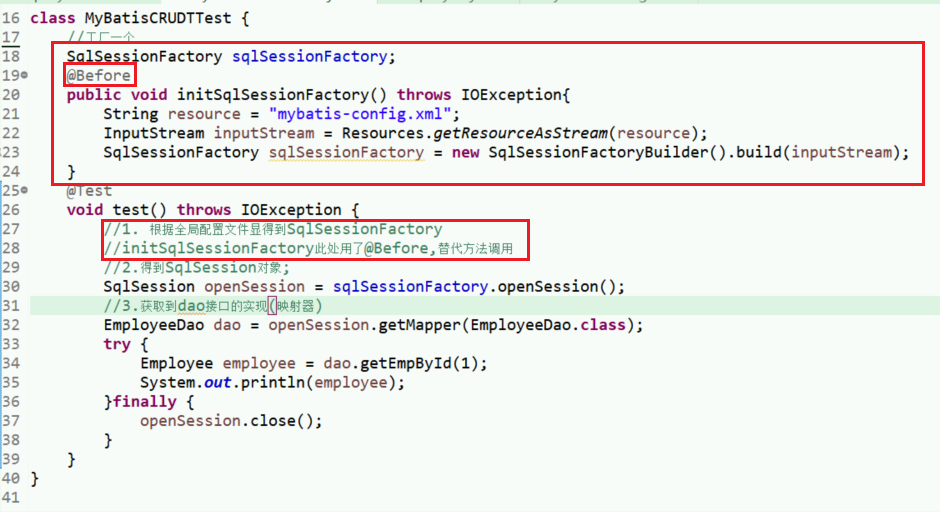 16 class MyBatisCRUDTTest {
17 //工厂一个
18 SqlSessionFactory sqlSessionFactory;
19 @Before
20 public void initSqlSessionFactory() throws IOException{
21 String resource = "mybatis-config.xml";
22 InputStream inputStream = Resources.getResourceAsStream(resource);
23 SqlSessionFactory sqlSessionFactory = new SqlSessionFactoryBuilder().build(inputStream);
24 }
25 @Test
26 void test() throws IOException {
27 //1. 根据全局配置文件显得到SqlSessionFactory
28 //initSqlSessionFactory此处用了@Before,替代方法调用
29 //2.得到SqlSession对象;
30 SqlSession openSession = sqlSessionFactory.openSession();
31 //3.获取到dao接口的实现(映射器)
32 EmployeeDao dao = openSession.getMapper(EmployeeDao.class);
33 try {
34 Employee employee = dao.getEmpById(1);
35 System.out.println(employee);
36 }finally {
37 openSession.close();
38 }
39 }
40 }
41